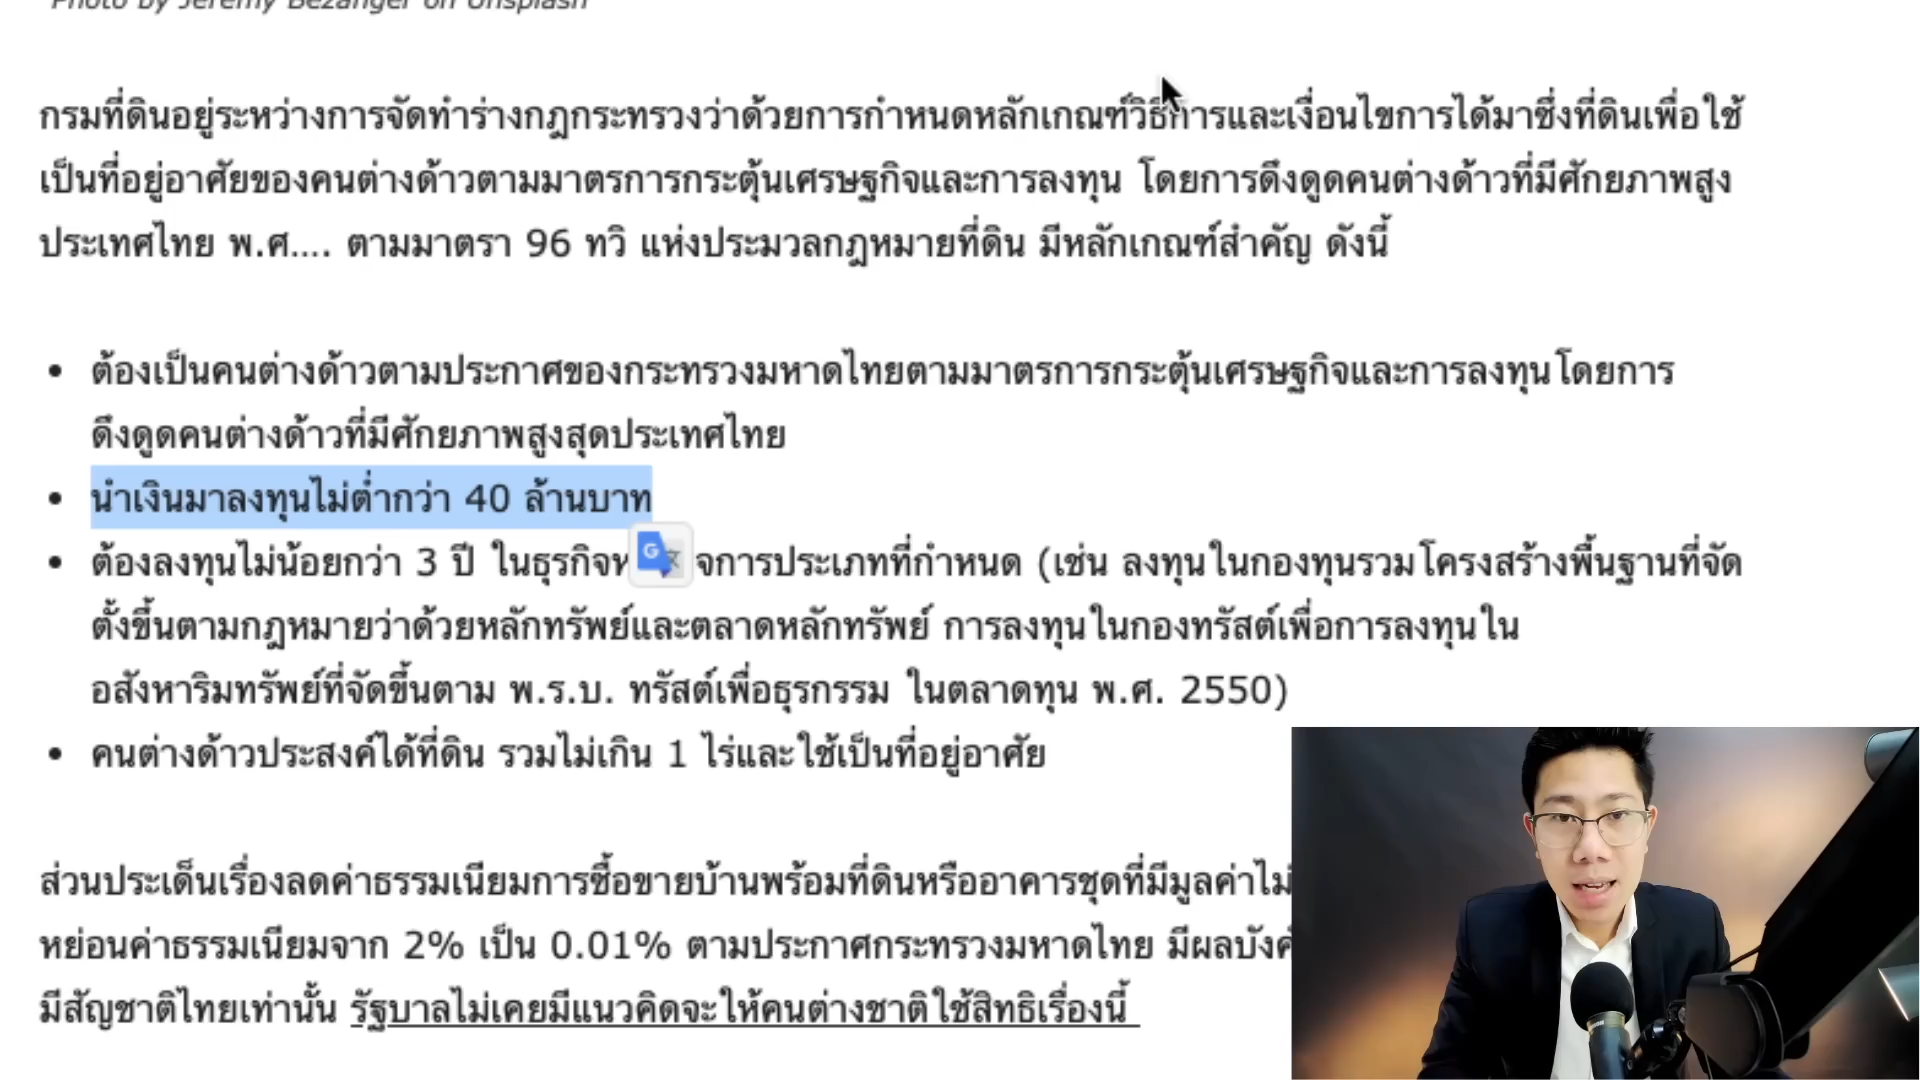 Photo by Jeremy Bezanger on Unsplash
กรมที่ดินอยู่ระหว่างการจัดทำร่างกฎกระทรวงว่าด้วยการกำหนดหลักเกณฑ์วิธีการและเงื่อนไขการได้มาซึ่งที่ดินเพื่อใช้
เป็นที่อยู่อาศัยของคนต่างด้าวตามมาตรการกระตุ้นเศรษฐกิจและการลงทุน โดยการดึงดูดคนต่างด้าวที่มีศักยภาพสูง
ประเทศไทย พ.ศ.... ตามมาตรา 96 ทวิ แห่งประมวลกฎหมายที่ดิน มีหลักเกณฑ์สำคัญ ดังนี้
• ต้องเป็นคนต่างด้าวตามประกาศของกระทรวงมหาดไทยตามมาตรการกระตุ้นเศรษฐกิจและการลงทุนโดยการ
ดึงดูดคนต่างด้าวที่มีศักยภาพสูงสุดประเทศไทย
• นำเงินมาลงทุนไม่ต่ำกว่า 40 ล้านบาท
• ต้องลงทุนไม่น้อยกว่า 3 ปี ในธุรกิจ จการประเภทที่กำหนด (เช่น ลงทุนในกองทุนรวมโครงสร้างพื้นฐานที่จัด
ตั้งขึ้นตามกฎหมายว่าด้วยหลักทรัพย์และตลาดหลักทรัพย์ การลงทุนในกองทรัสต์เพื่อการลงทุนใน
อสังหาริมทรัพย์ที่จัดขึ้นตาม พ.ร.บ. ทรัสต์เพื่อธุรกรรม ในตลาดทุน พ.ศ. 2550)
• คนต่างด้าวประสงค์ได้ที่ดิน รวมไม่เกิน 1 ไร่และใช้เป็นที่อยู่อาศัย
ส่วนประเด็นเรื่องลดค่าธรรมเนียมการซื้อขายบ้านพร้อมที่ดินหรืออาคารชุดที่มีมูลค่าไม่
หย่อนค่าธรรมเนียมจาก 2% เป็น 0.01% ตามประกาศกระทรวงมหาดไทย มีผลบังค
มีสัญชาติไทยเท่านั้น รัฐบาลไม่เคยมีแนวคิดจะให้คนต่างชาติใช้สิทธิเรื่องนี้